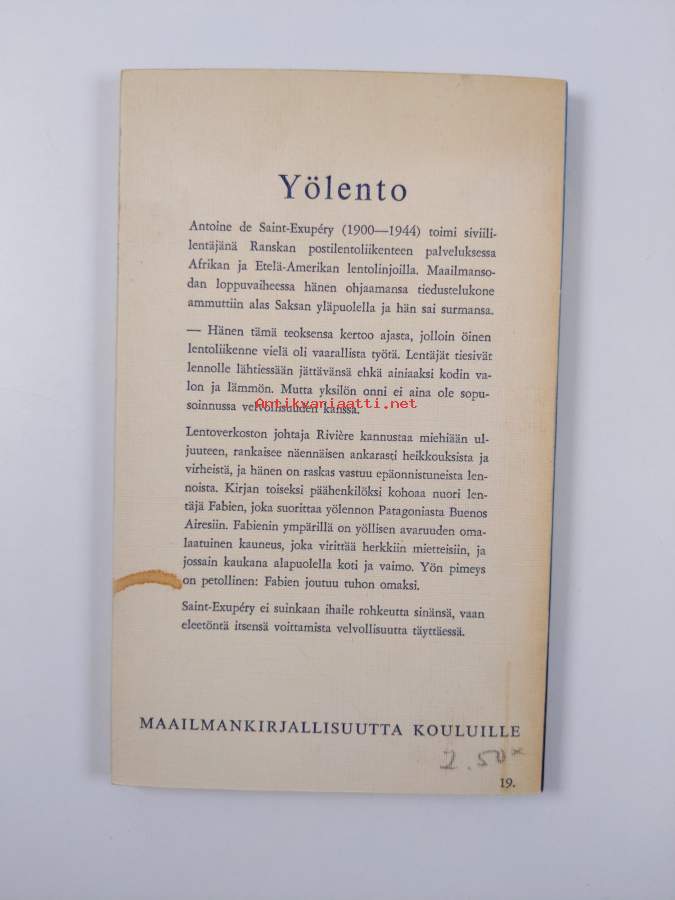 Yölento
Antoine de Saint-Exupéry (1900—1944) toimi siviili-
lentäjänä Ranskan postilentoliikenteen palveluksessa
Afrikan ja Etelä-Amerikan lentolinjoilla. Maailmanso-
dan loppuvaiheessa hänen ohjaamansa tiedustelukone
ammuttiin alas Saksan yläpuolella ja hän sai surmansa.
— Hänen tämä teoksensa kertoo ajasta, jolloin öinen
lentoliikenne vielä oli vaarallista työtä. Lentäjät tiesivät
lennolle lähtiessään jättävänsä ehkä ainiaaksi kodin va-
lon ja lämmön. Mutta yksilön onni ei aina ole sopu-
soinnussa velvollisuuden kanssa.
Antikvariaatti.net
Lentoverkoston johtaja Rivière kannustaa miehiään ul-
juuteen, rankaisee näennäisen ankarasti heikkouksista ja
virheistä, ja hänen on raskas vastuu epäonnistuneista len-
noista. Kirjan toiseksi päähenkilöksi kohoaa nuori len-
täjä Fabien, joka suorittaa yölennon Patagoniasta Buenos
Airesiin. Fabienin ympärillä on yöllisen avaruuden oma-
laatuinen kauneus, joka virittää herkkiin mietteisiin, ja
jossain kaukana alapuolella koti ja vaimo. Yön pimeys
on petollinen: Fabien joutuu tuhon omaksi.
Saint-Exupéry ei suinkaan ihaile rohkeutta sinänsä, vaan
eleetöntä itsensä voittamista velvollisuutta täyttäessä.
MAAILMANKIRJALLISUUTTA KOULUILLE
2.50*
19.